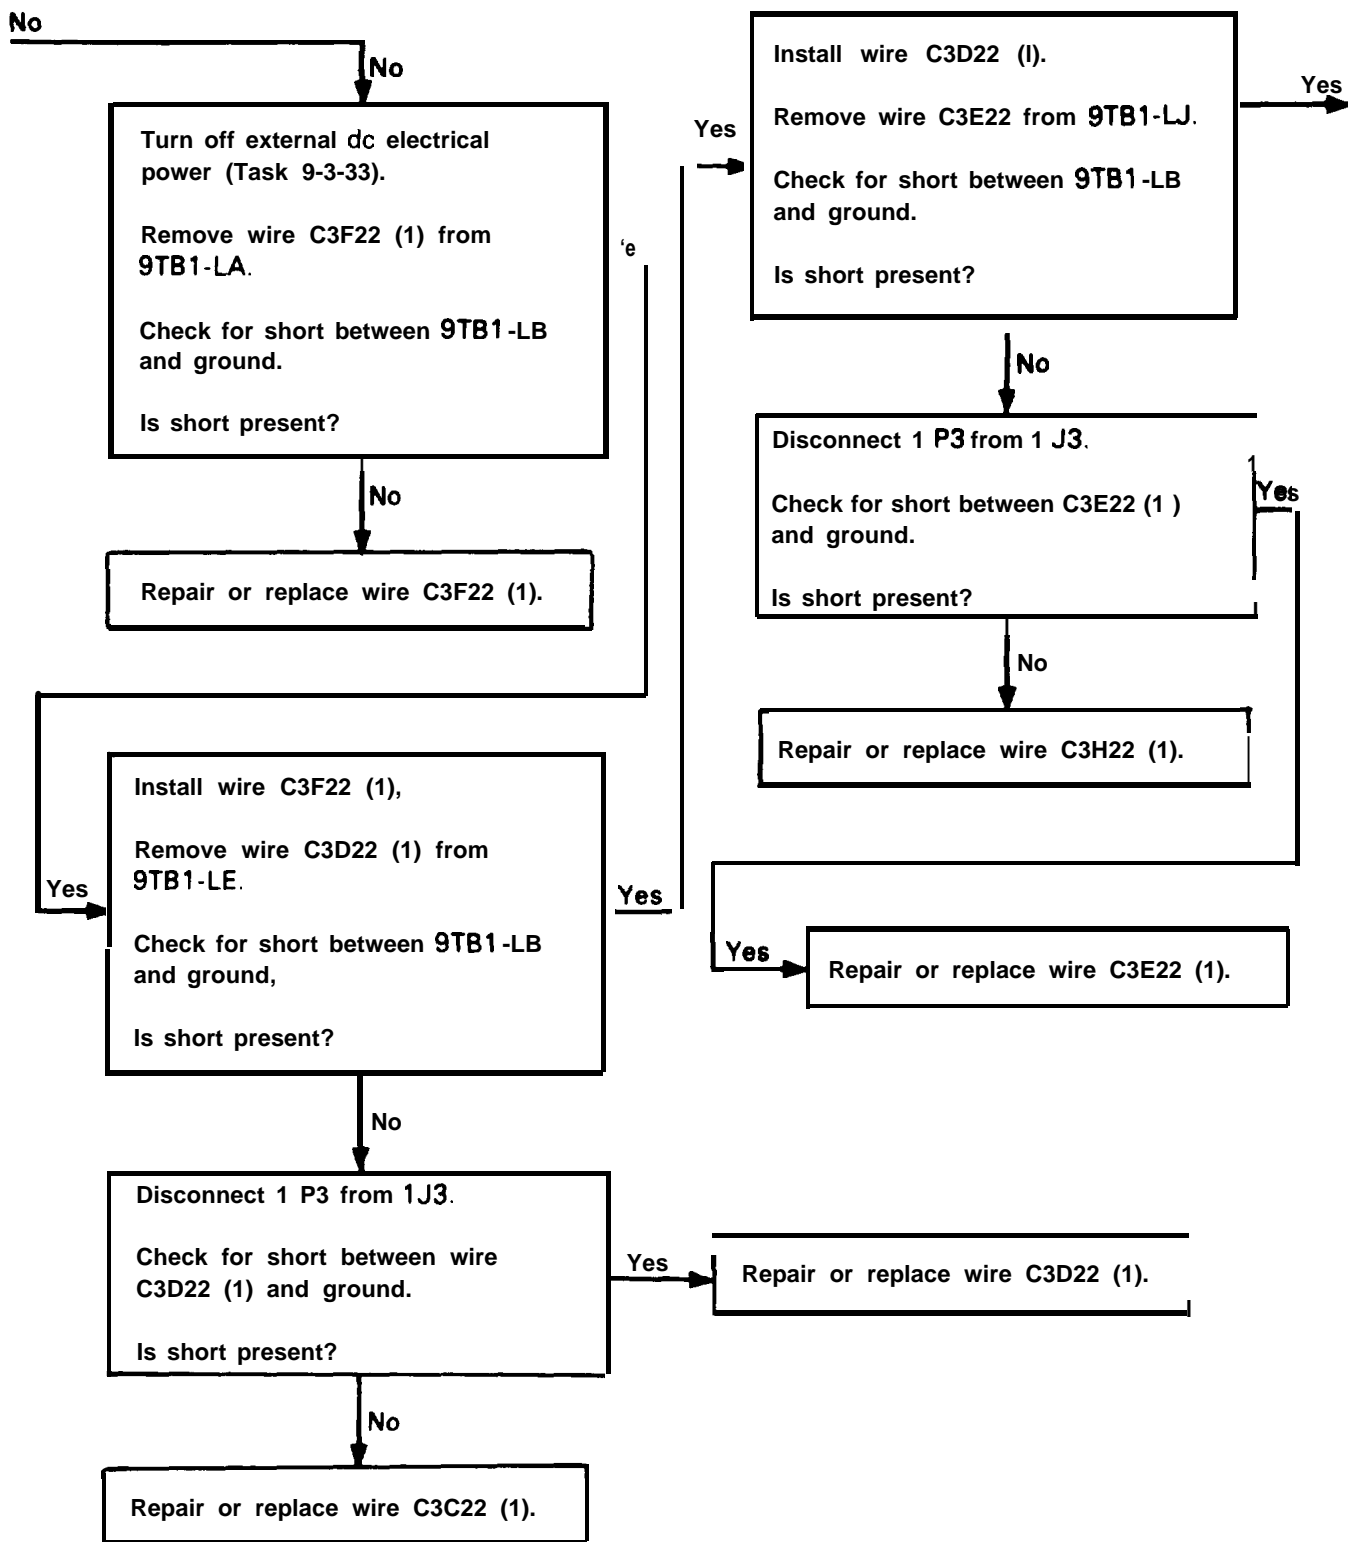 No
No
Turn off external dc electrical
power (Task 9-3-33).
Remove wire C3F22 (1) from
9TB1-LA.
Check for short between 9TB1-LB
and ground.
Is short present?
'e
No
Repair or replace wire C3F22 (1).
Yes
Install wire C3F22 (1),
Remove wire C3D22 (1) from
9TB1-LE.
Check for short between 9TB1-LB
and ground,
Is short present?
Yes
No
Disconnect 1 P3 from 1J3.
Check for short between wire
C3D22 (1) and ground.
Is short present?
Yes
Repair or replace wire C3D22 (1).
No
Repair or replace wire C3C22 (1).
Yes
Install wire C3D22 (I).
Remove wire C3E22 from 9TB1-LJ.
Check for short between 9TB1-LB
and ground.
Is short present?
Yes
No
Disconnect 1 P3 from 1 J3.
Check for short between C3E22 (1 )
and ground.
Is short present?
Yes
No
Repair or replace wire C3H22 (1).
Yes
Repair or replace wire C3E22 (1).